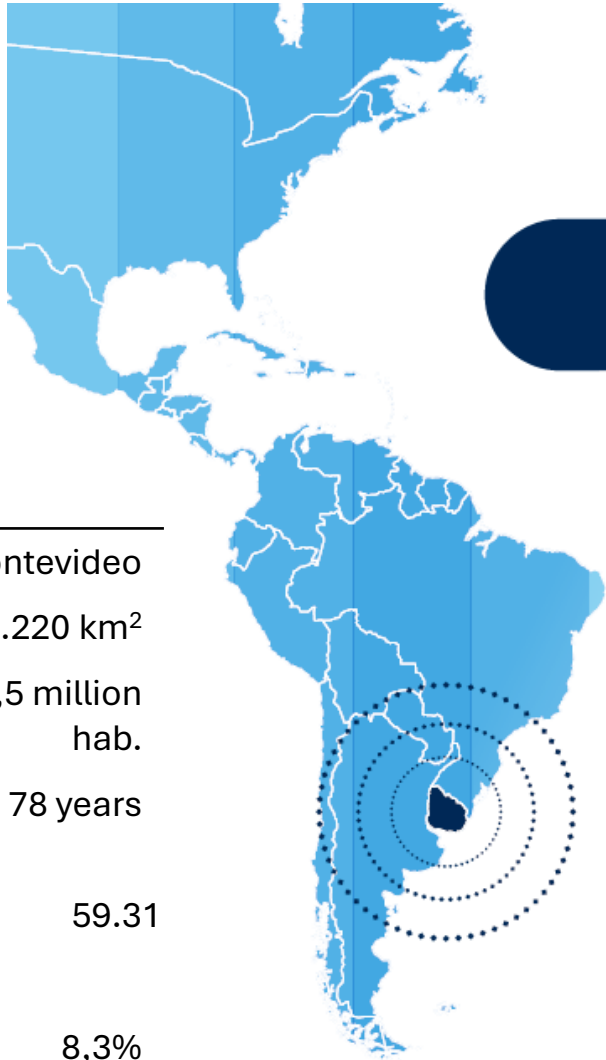 ontevideo
.220 km²
,5 million
hab.
78 years
59.31
8,3%